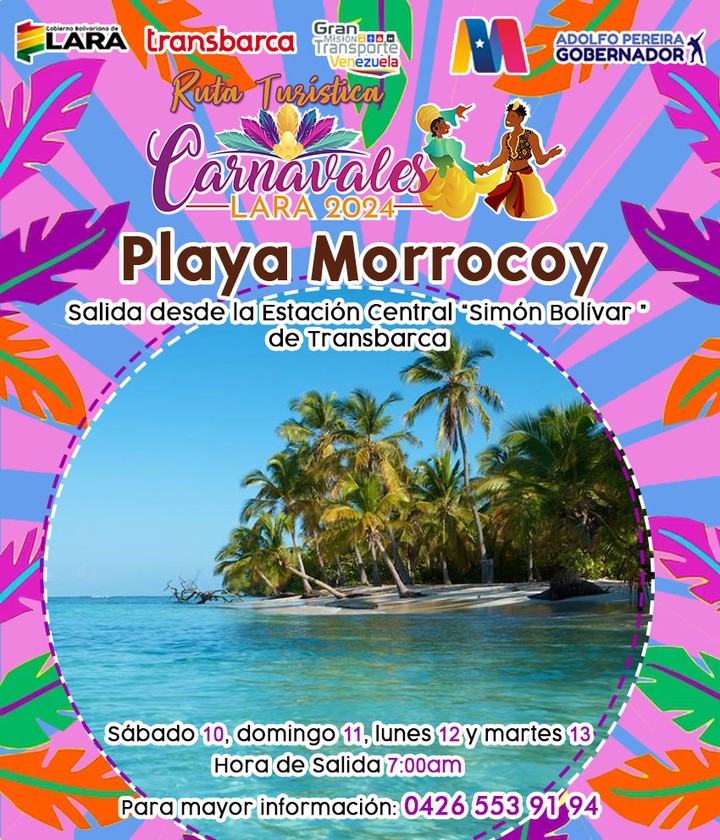 Gobierno Bolivariano de
LARA
transbarca
Gran
MISIÓN
Transporte
Venezuela
M
ADOLFO PEREIRA
GOBERNADOR
Ruta Turística
Carnavales
LARA 2024
Playa Morrocoy
Salida desde la Estación Central "Simón Bolívar "
de Transbarca
Sábado 10, domingo 11, lunes 12 y martes 13
Hora de Salida 7:00am
Para mayor información: 0426 553 91 94